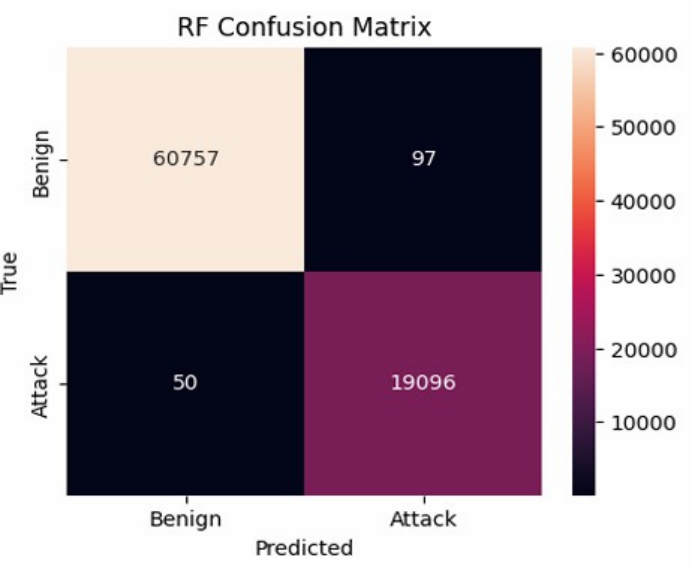 RF Confusion Matrix
True
Benign
60757
97
Attack
50
19096
Benign
Attack
Predicted
60000
50000
40000
30000
20000
10000